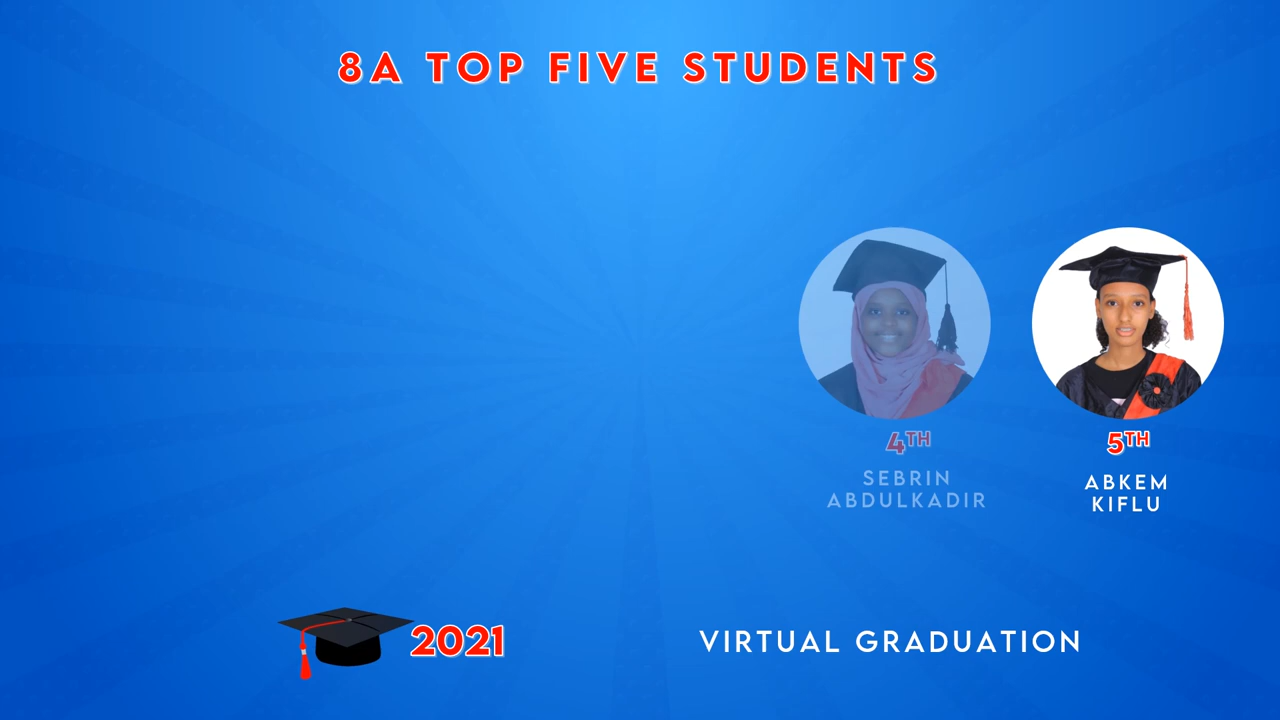 8A TOP FIVE STUDENTS
4TH
SEBRIN
ABDULKADIR
5TH
ABKEM
KIFLU
2021
VIRTUAL GRADUATION